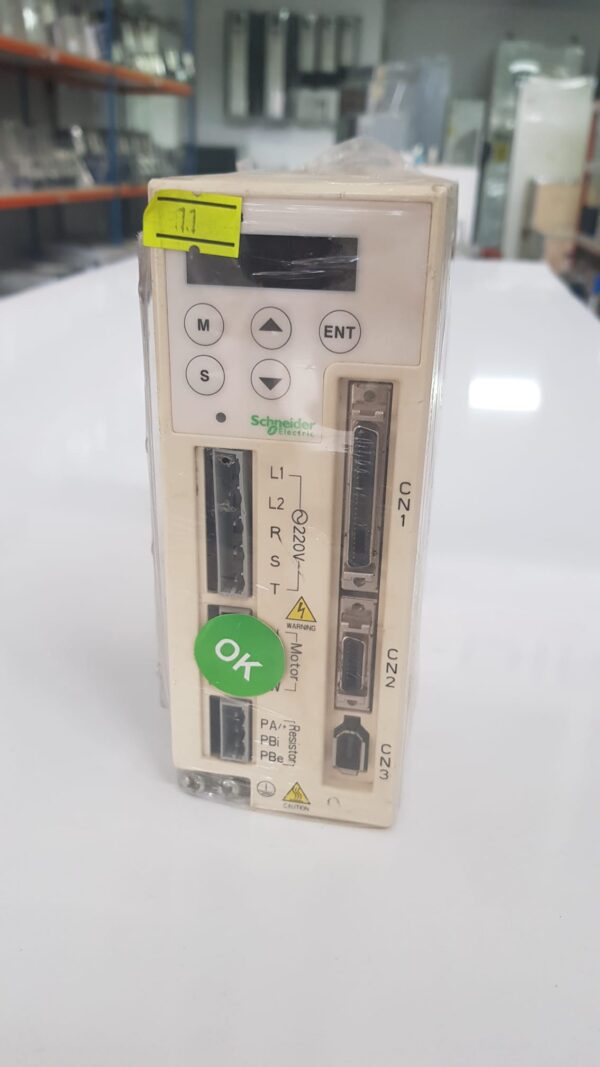 11
M
ENT
S
Schneider
Electric
L1
L2
R
S
T
220V~
WARNING
OK
Motor
W
PA/+
PBi
PBe
Resistor
CAUTION
CN1
CN2
CN3